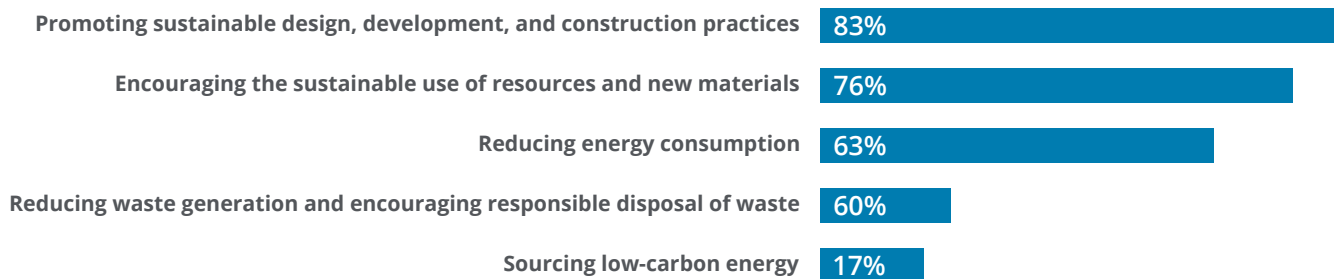 Promoting sustainable design, development, and construction practices 83%
Encouraging the sustainable use of resources and new materials 76%
Reducing energy consumption 63%
Reducing waste generation and encouraging responsible disposal of waste 60%
Sourcing low-carbon energy 17%